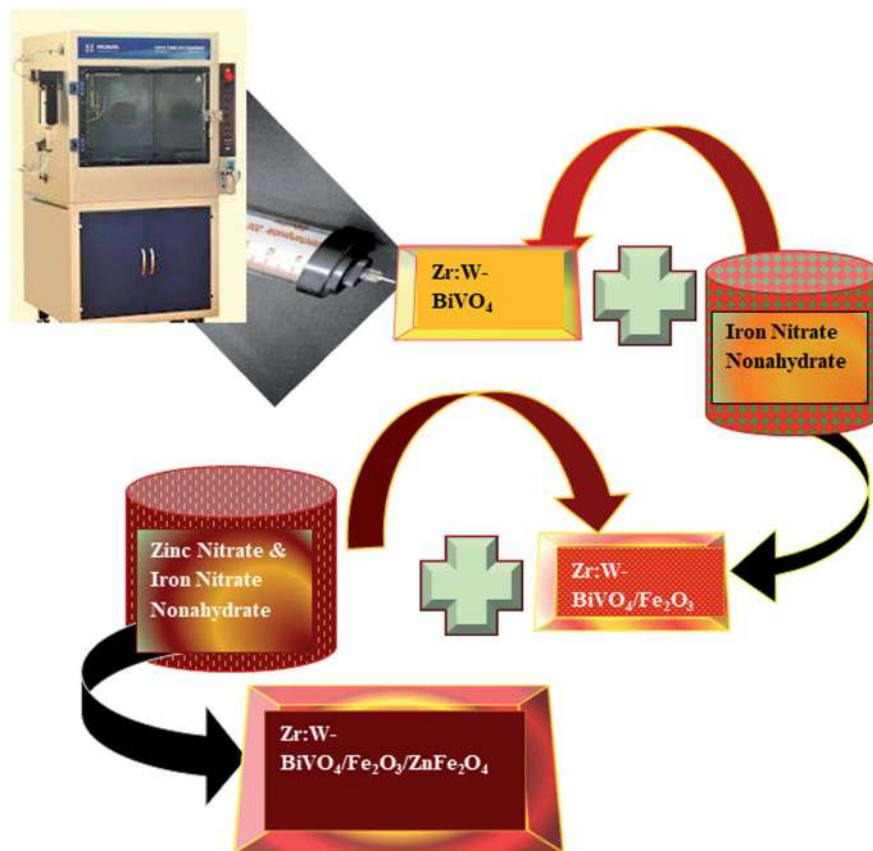 Zr:W-
BiVO₄
Iron Nitrate
Nonahydrate
Zinc Nitrate &
Iron Nitrate
Nonahydrate
Zr:W-
BiVO₄/Fe₂O₃
Zr:W-
BiVO₄/Fe₂O₃/ZnFe₂O₄